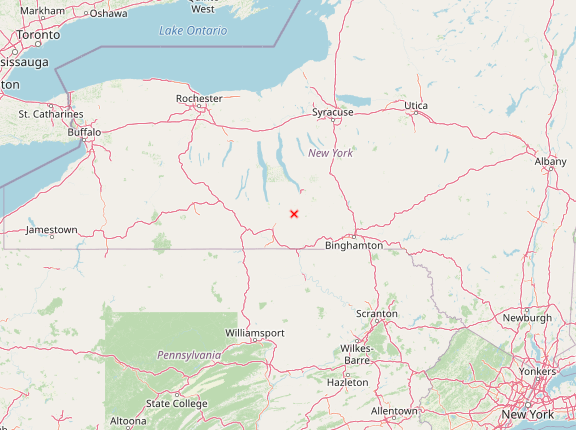 Markham
Oshawa
West
Toronto
Lake Ontario
ssissauga
ton
Rochester
St. Catharines
Syracuse
Utica
Buffalo
New York
Albany
Jamestown
Binghamton
Scranton
Newburgh
Williamsport
Pennsylvania
Wilkes-
Barre
Yonkers
Hazleton
State College
New York
Allentown
Altoona